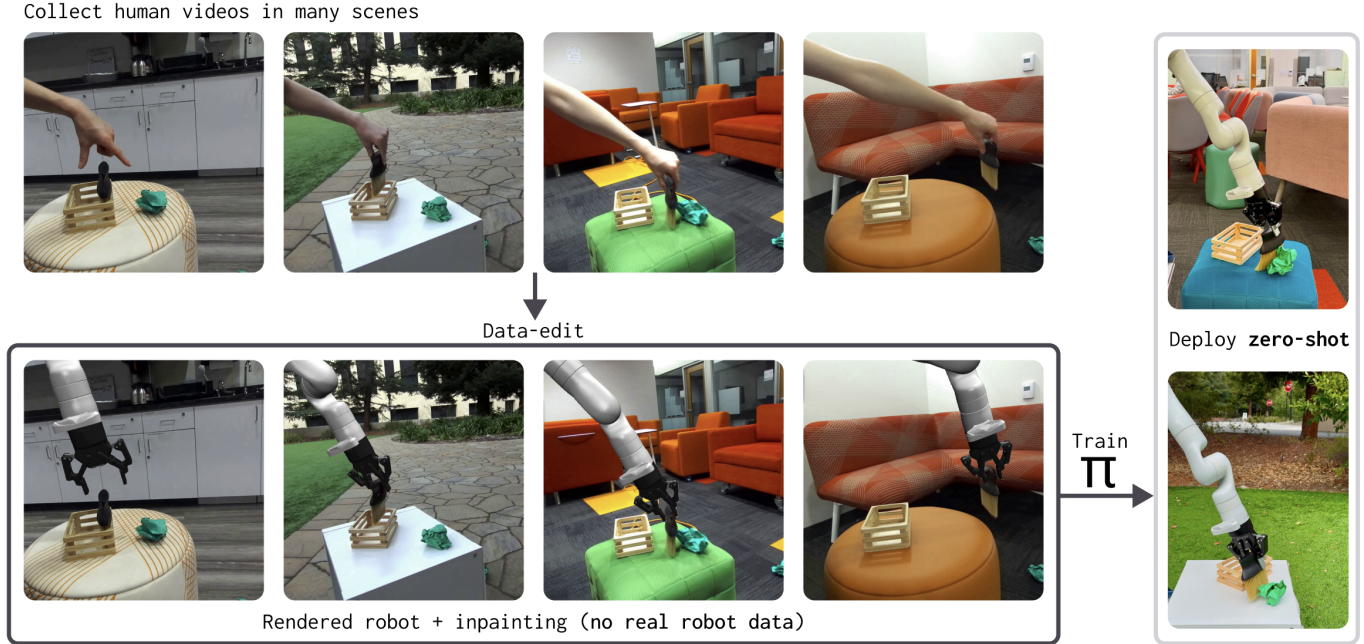 Collect human videos in many scenes
Data-edit
Rendered robot + inpainting (no real robot data)
Train
π
Deploy zero-shot